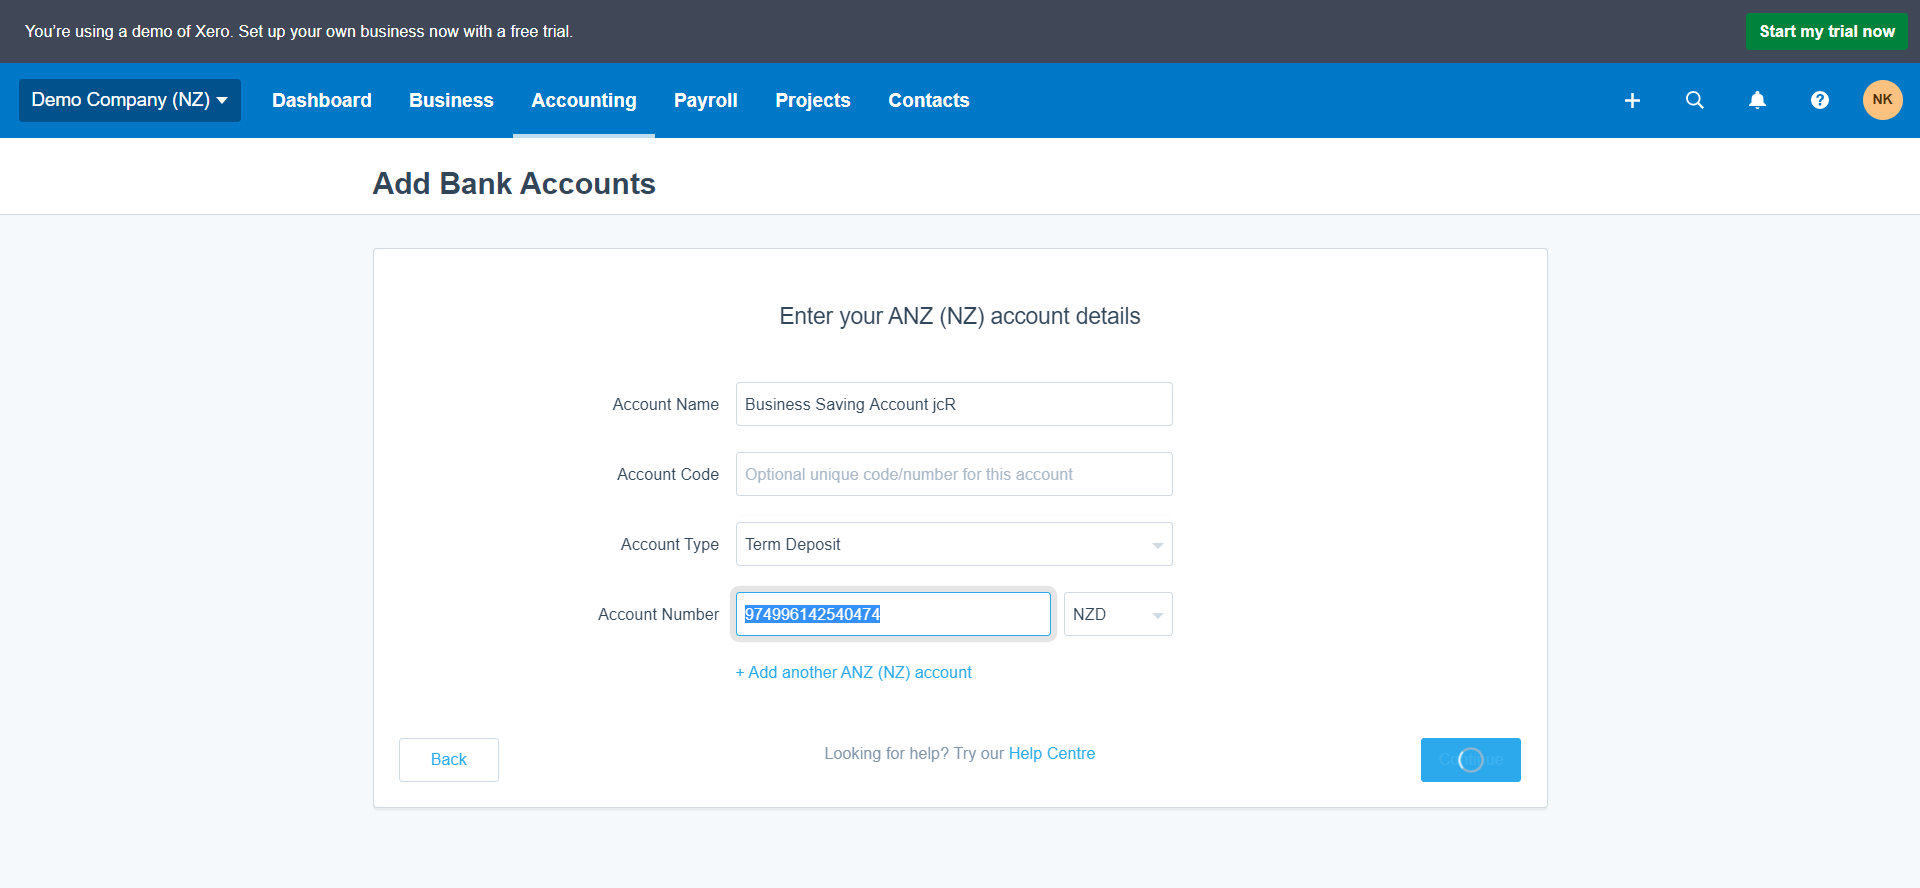 You're using a demo of Xero. Set up your own business now with a free trial.
Start my trial now
Demo Company (NZ)
Dashboard
Business
Accounting
Payroll
Projects
Contacts
NK
Add Bank Accounts
Enter your ANZ (NZ) account details
Account Name
Business Saving Account jcR
Account Code
Optional unique code/number for this account
Account Type
Term Deposit
Account Number
974996142540474
NZD
+ Add another ANZ (NZ) account
Back
Looking for help? Try our Help Centre
Continue